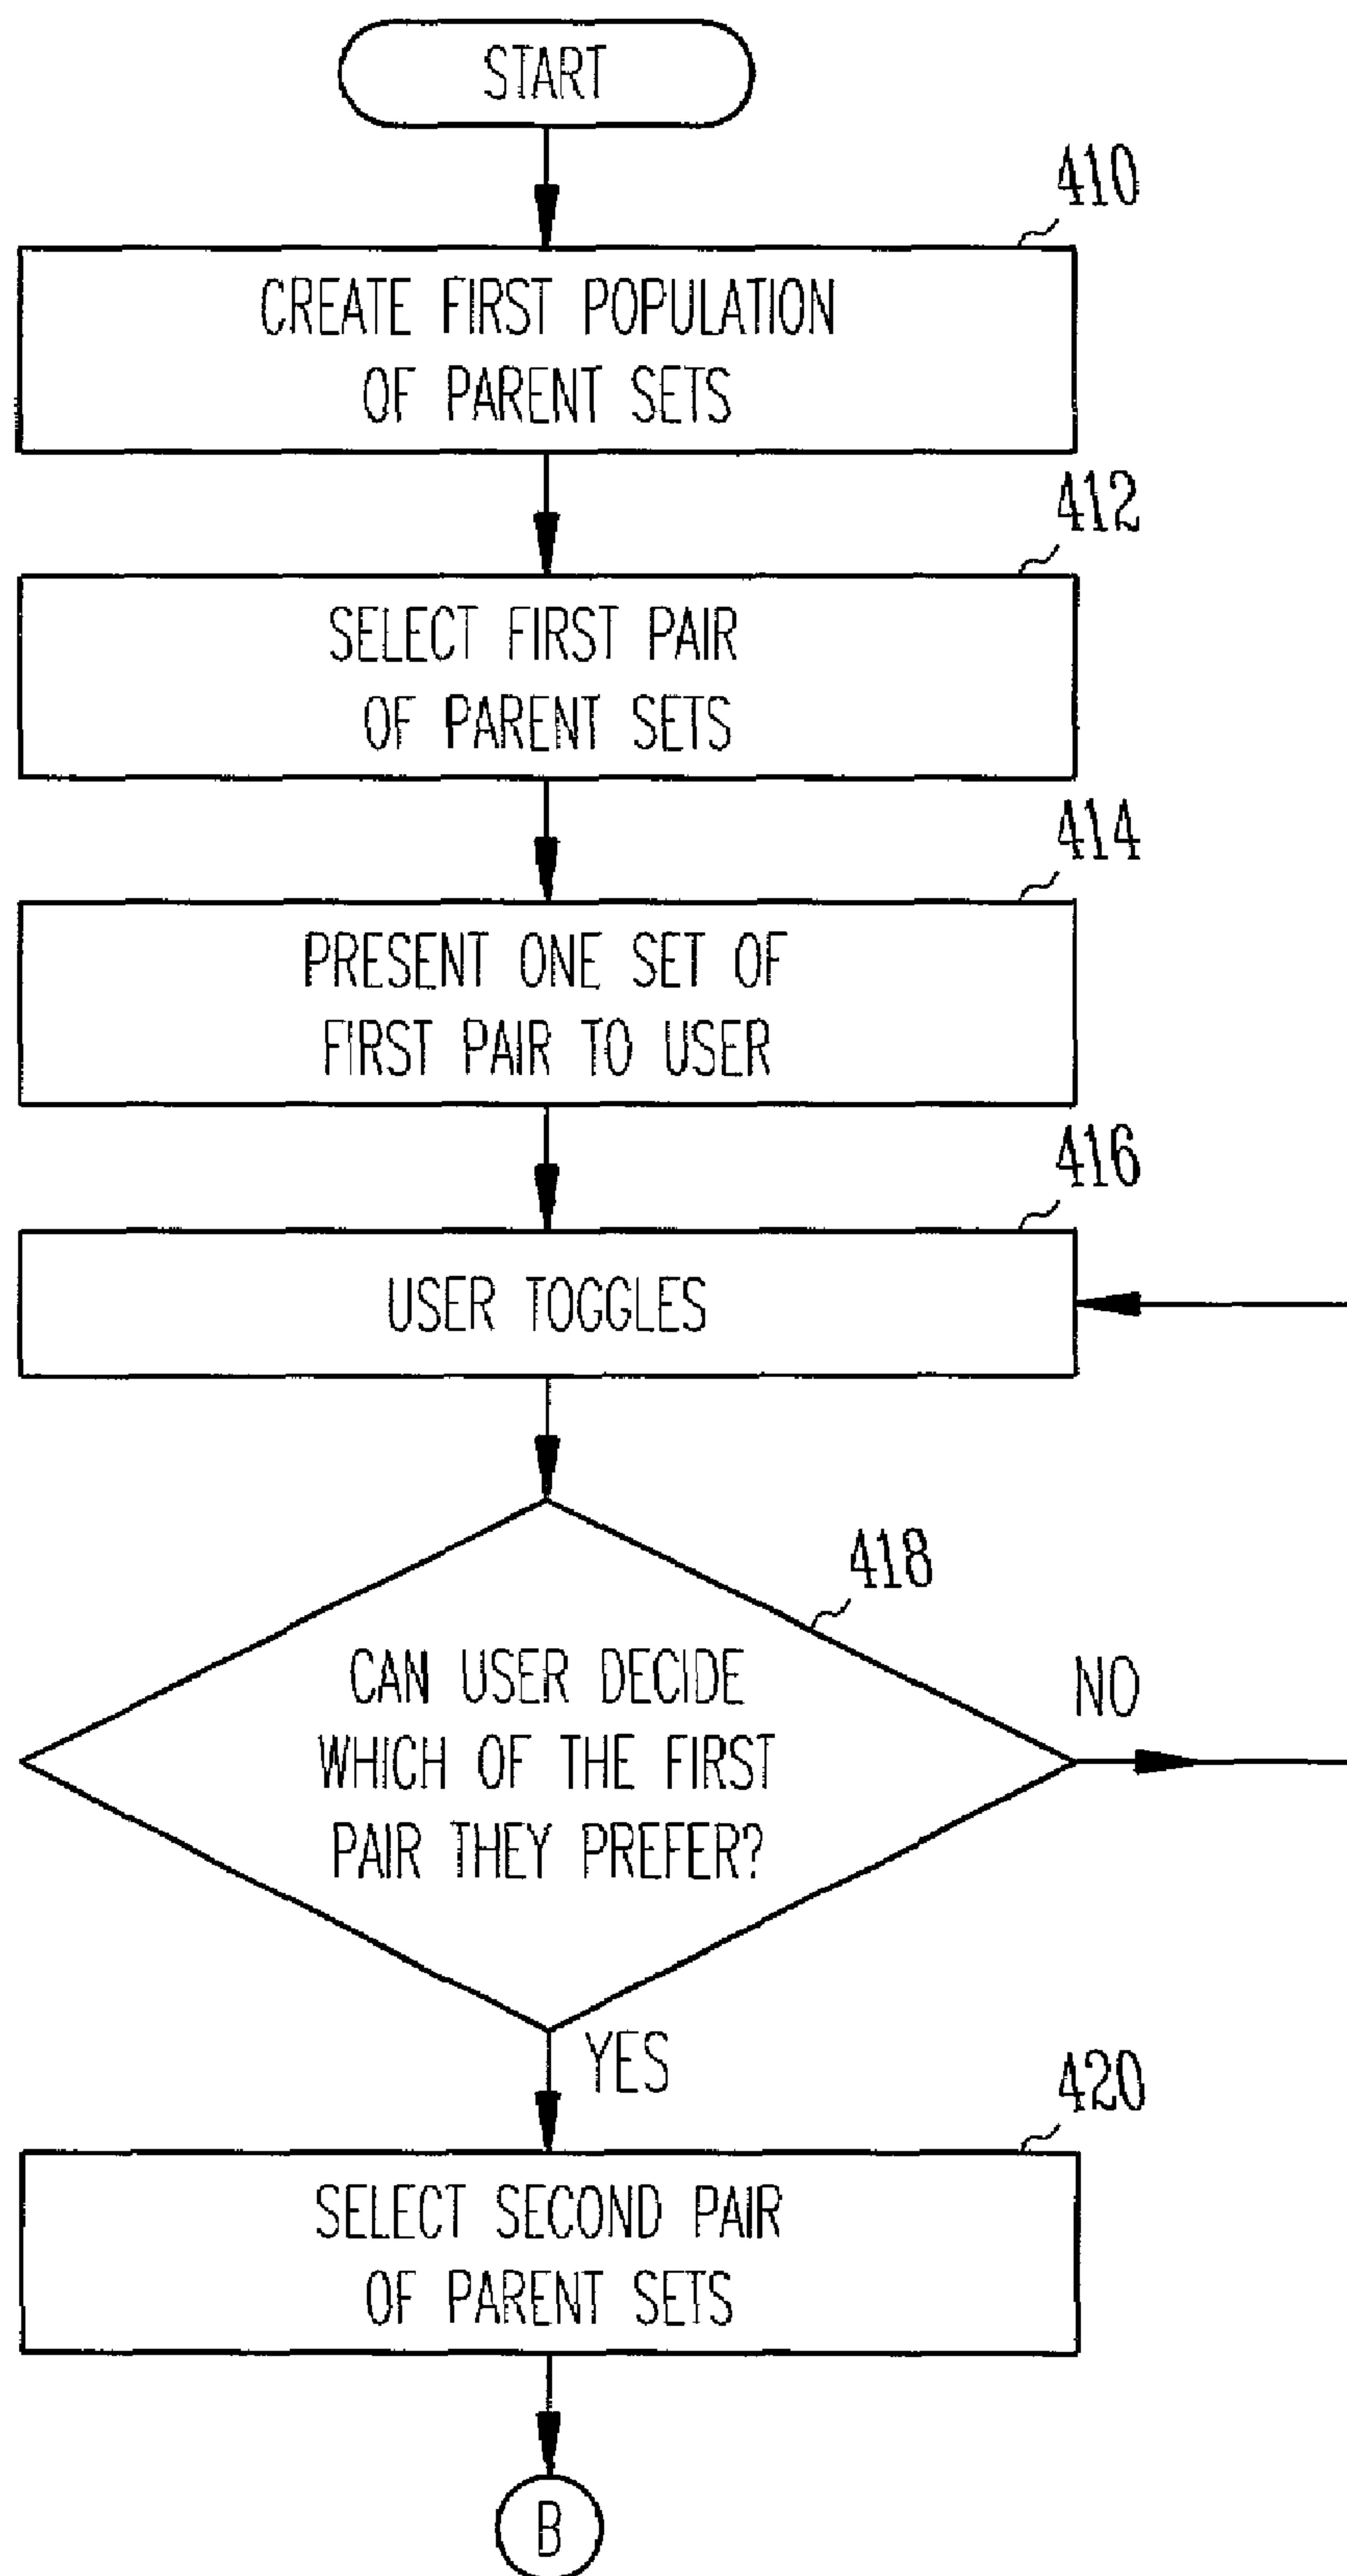 START
410
CREATE FIRST POPULATION
OF PARENT SETS
412
SELECT FIRST PAIR
OF PARENT SETS
414
PRESENT ONE SET OF
FIRST PAIR TO USER
416
USER TOGGLES
418
CAN USER DECIDE
WHICH OF THE FIRST
PAIR THEY PREFER?
NO
YES
420
SELECT SECOND PAIR
OF PARENT SETS
B